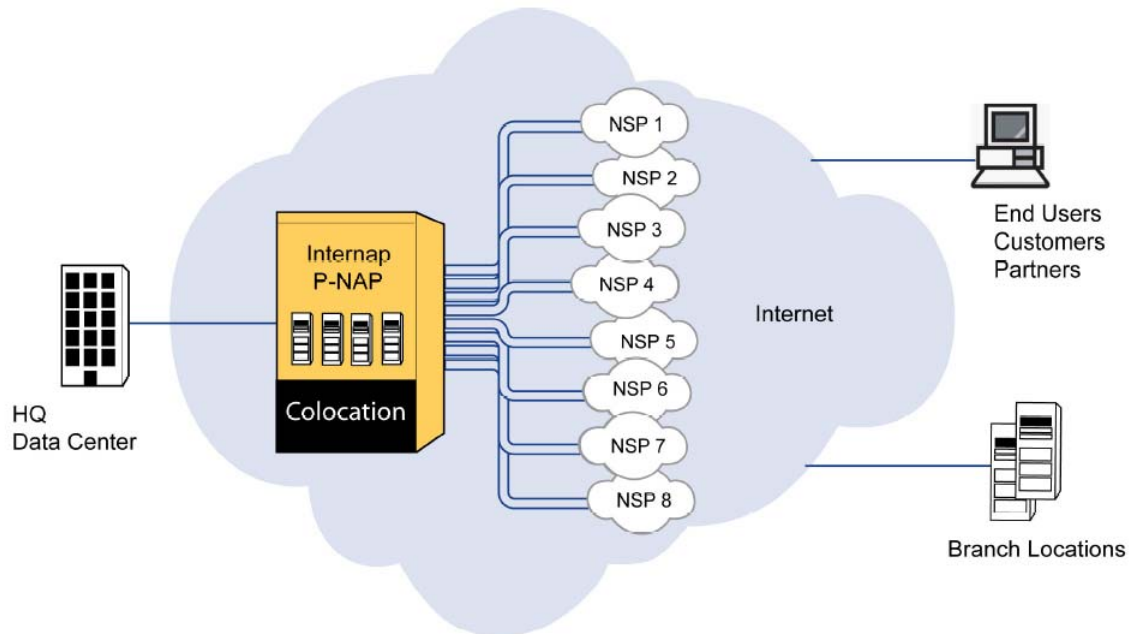 NSP 1
NSP 2
NSP 3
NSP 4
NSP 5
NSP 6
NSP 7
NSP 8
Internap
P-NAP
Colocation
HQ
Data Center
Internet
End Users
Customers
Partners
Branch Locations